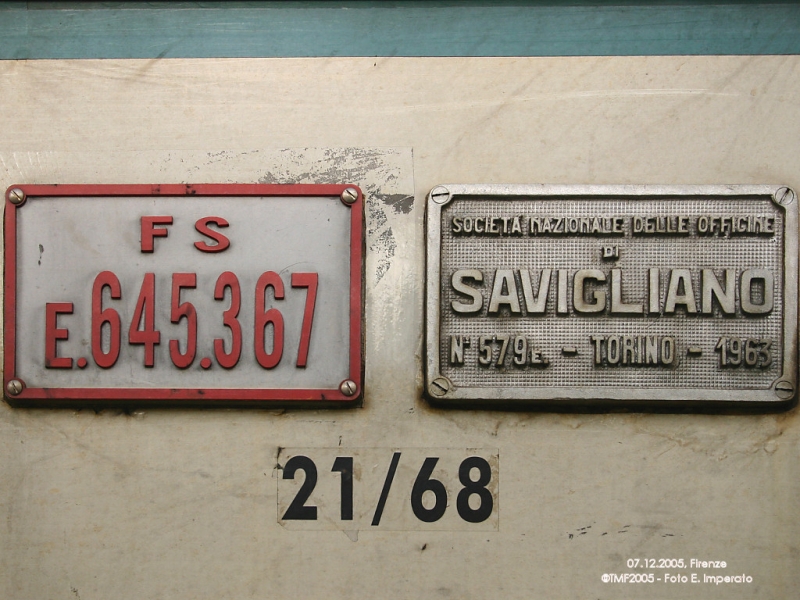 FS
E.645.367
SOCIETÀ NAZIONALE DELLE OFFICINE
DI
SAVIGLIANO
N° 579E. - TORINO - 1963
21/68
07.12.2005, Firenze
©TMF2005 - Foto E. Imperato